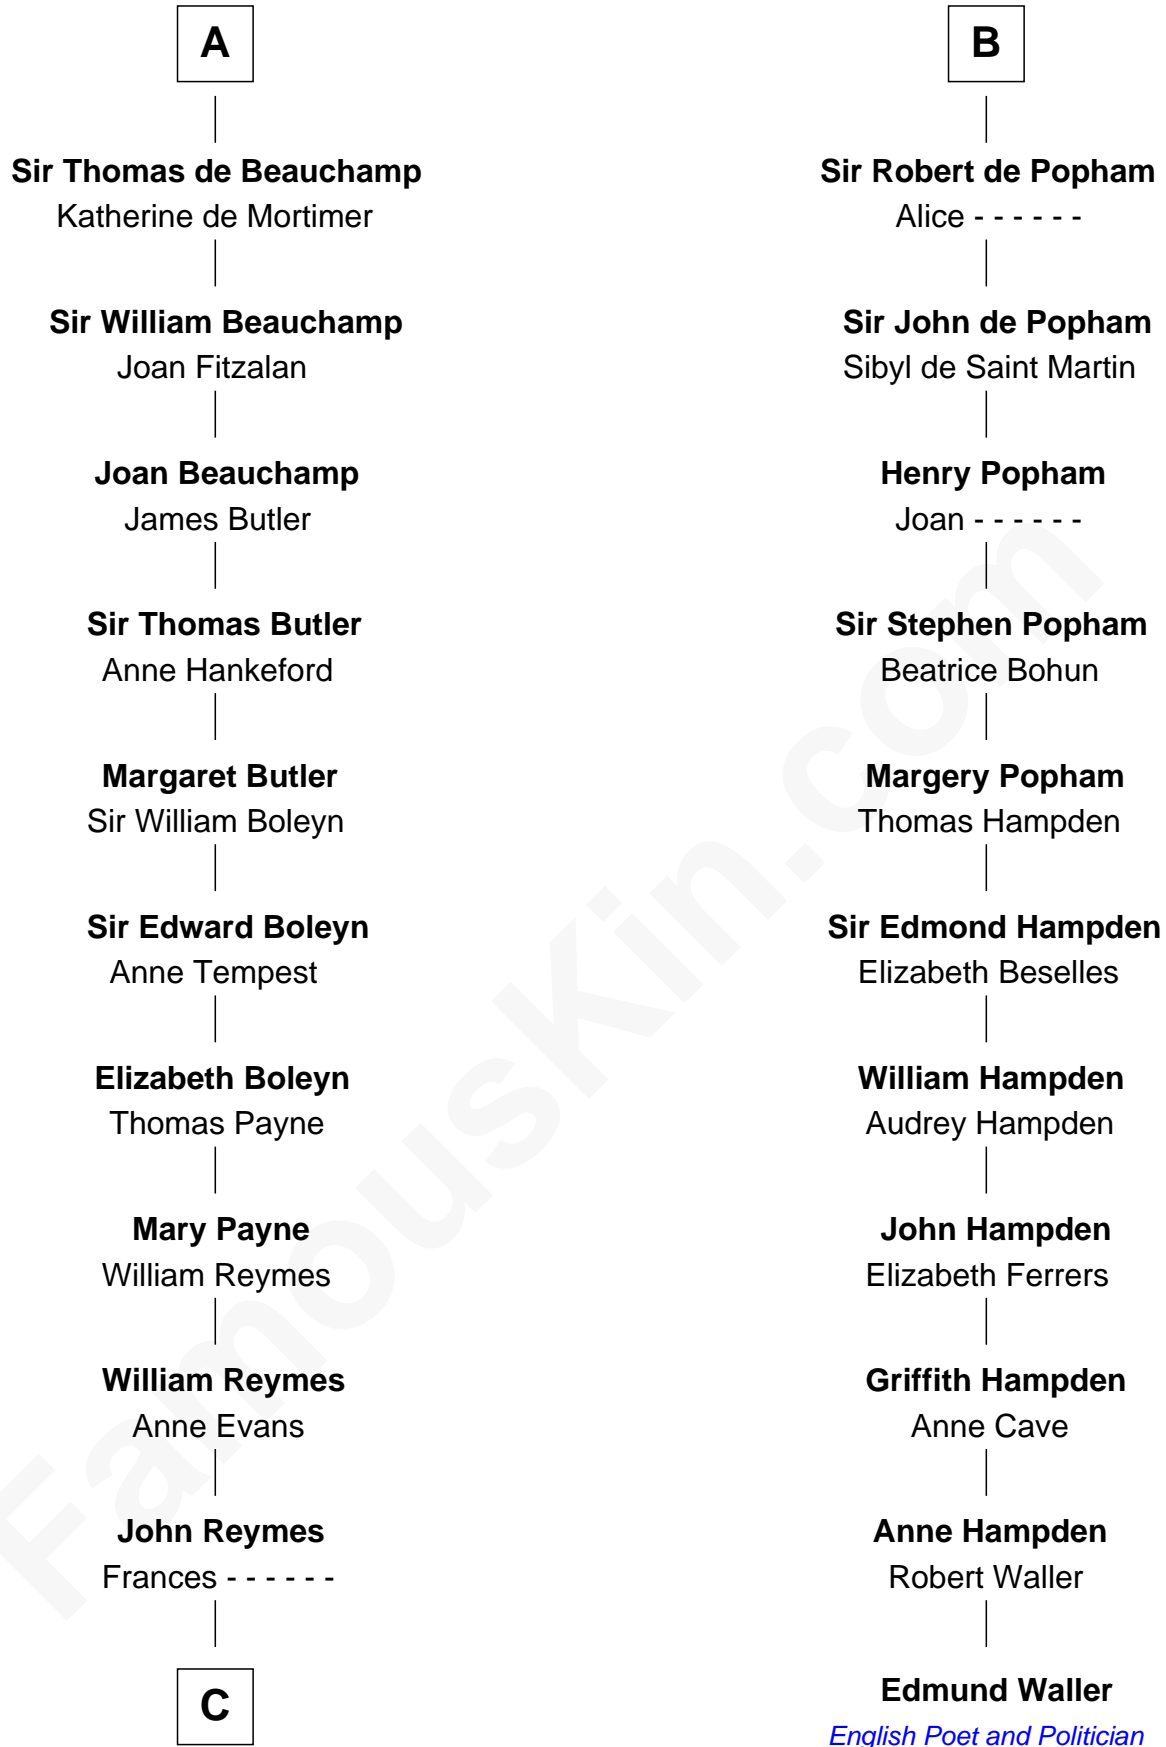 A
Sir Thomas de Beauchamp
Katherine de Mortimer
Sir William Beauchamp
Joan Fitzalan
Joan Beauchamp
James Butler
Sir Thomas Butler
Anne Hankeford
Margaret Butler
Sir William Boleyn
Sir Edward Boleyn
Anne Tempest
Elizabeth Boleyn
Thomas Payne
Mary Payne
William Reymes
William Reymes
Anne Evans
John Reymes
Frances - - - - - -
C
B
Sir Robert de Popham
Alice - - - - - -
Sir John de Popham
Sibyl de Saint Martin
Henry Popham
Joan - - - - - -
Sir Stephen Popham
Beatrice Bohun
Margery Popham
Thomas Hampden
Sir Edmond Hampden
Elizabeth Beselles
William Hampden
Audrey Hampden
John Hampden
Elizabeth Ferrers
Griffith Hampden
Anne Cave
Anne Hampden
Robert Waller
Edmund Waller
English Poet and Politician
FamousKin.com